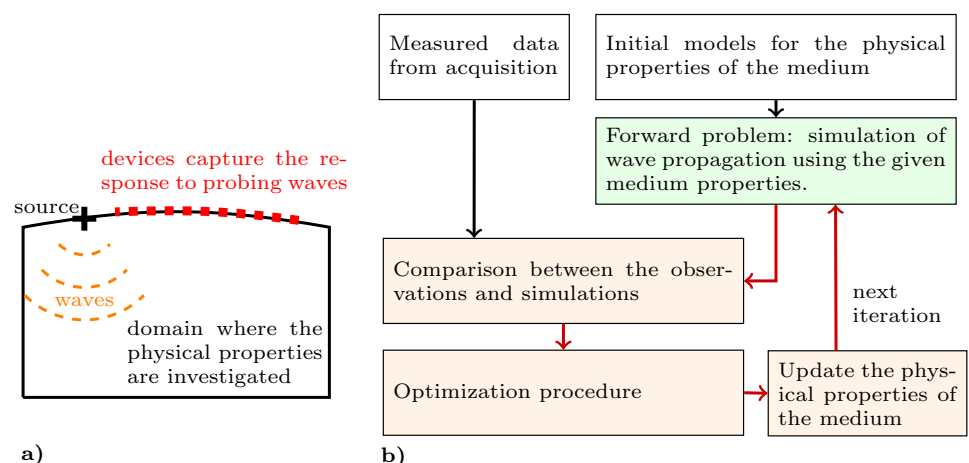 devices capture the re-
sponse to probing waves
source
waves
domain where the
physical properties
are investigated
a)
Measured data
from acquisition
Initial models for the physical
properties of the medium
Forward problem: simulation of
wave propagation using the given
medium properties.
Comparison between the obser-
vations and simulations
next
iteration
Optimization procedure
Update the phys-
ical properties of
the medium
b)